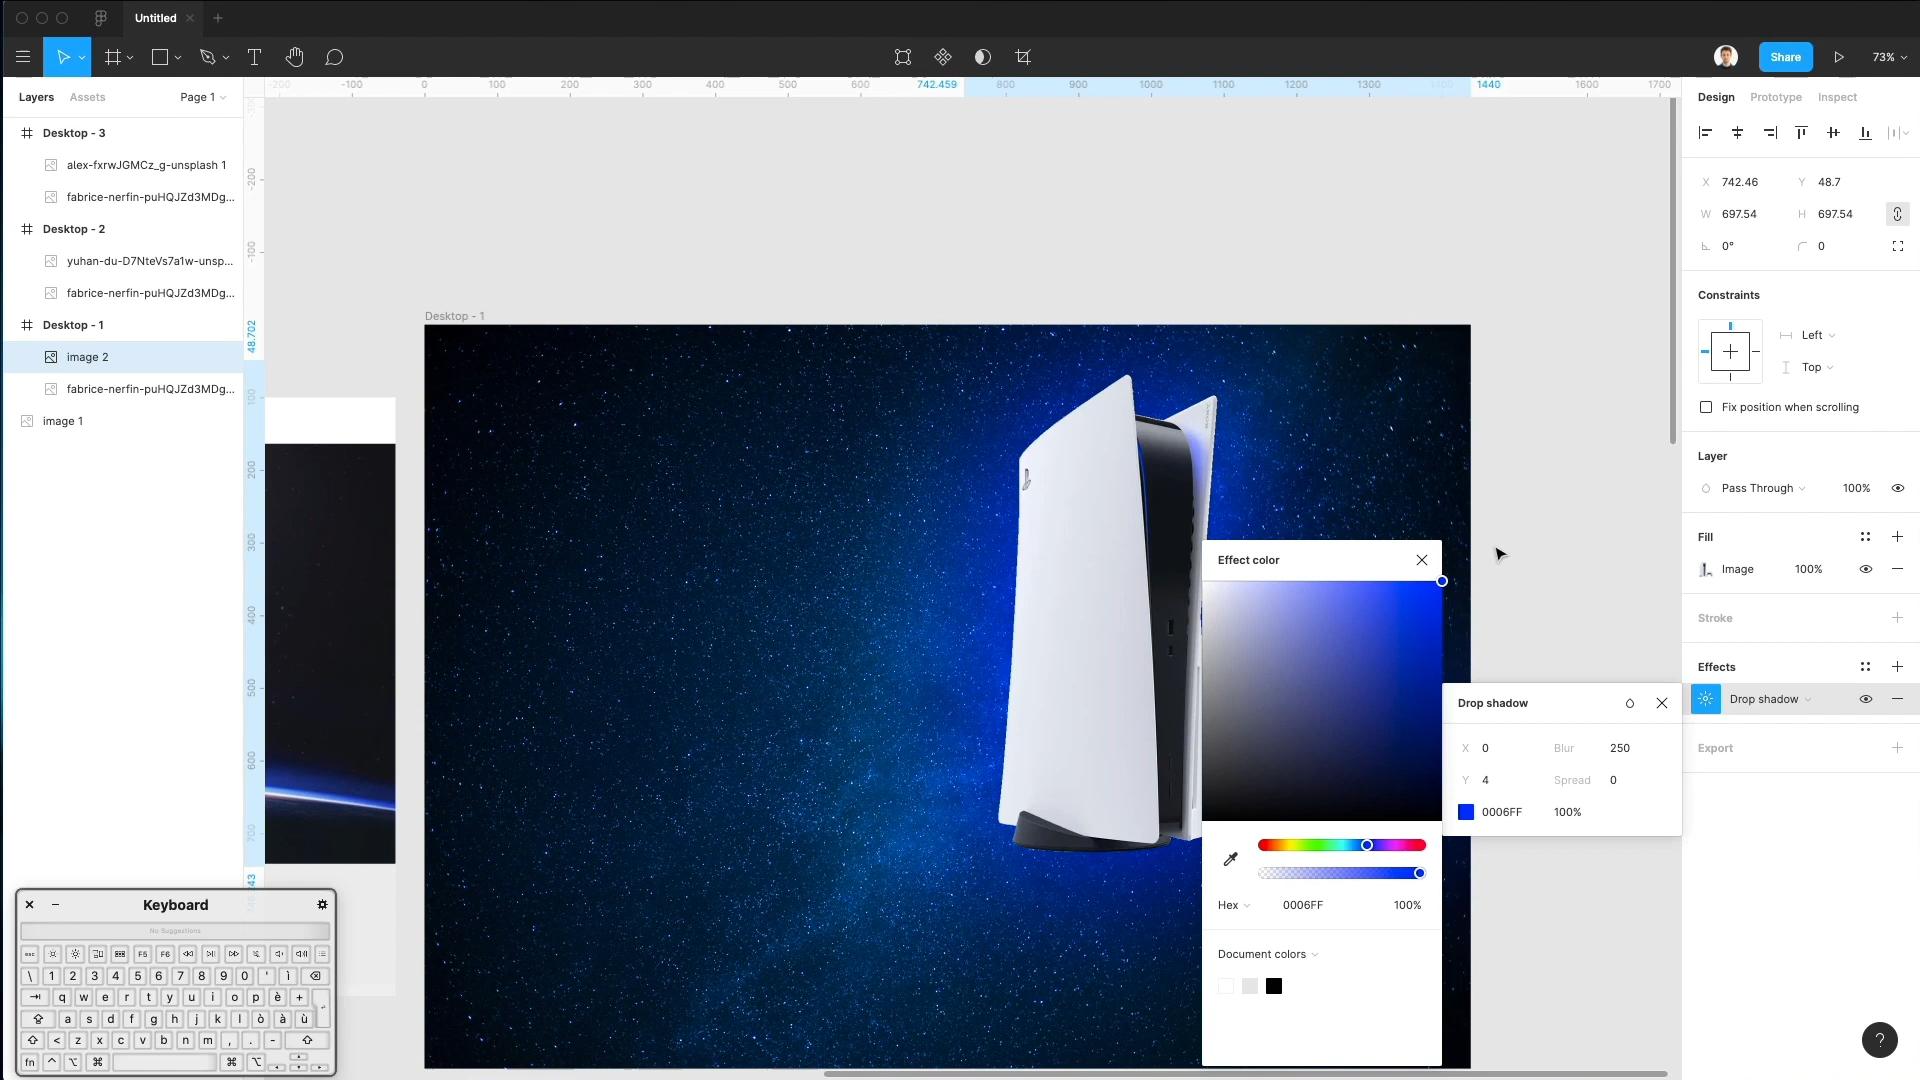 Untitled
Share
73%
Layers
Assets
Page 1
Desktop - 3
alex-fxrwJGMCz_g-unsplash 1
fabrice-nerfin-puHQJZd3MDg...
Desktop - 2
yuhan-du-D7NteVs7a1w-unsp...
fabrice-nerfin-puHQJZd3MDg...
Desktop - 1
image 2
fabrice-nerfin-puHQJZd3MDg...
image 1
-200 -100 0 100 200 300 400 500 600 742.459 800 900 1000 1100 1200 1300 1400 1440 1600 1700
-200
-100
48.702
100
200
300
400
500
600
700
Desktop - 1
Design
Prototype
Inspect
X 742.46 Y 48.7
W 697.54 H 697.54
0° 0
Constraints
Left
Top
Fix position when scrolling
Layer
Pass Through 100%
Fill
Image 100%
Stroke
Effects
Drop shadow
Export
Effect color
Hex 0006FF 100%
Document colors
Drop shadow
X 0 Blur 250
Y 4 Spread 0
0006FF 100%
Keyboard
No Suggestions
esc F5 F6
\ 1 2 3 4 5 6 7 8 9 0 ' ì
q w e r t y u i o p è +
a s d f g h j k l ò à ù
< z x c v b n m , . -
fn
?